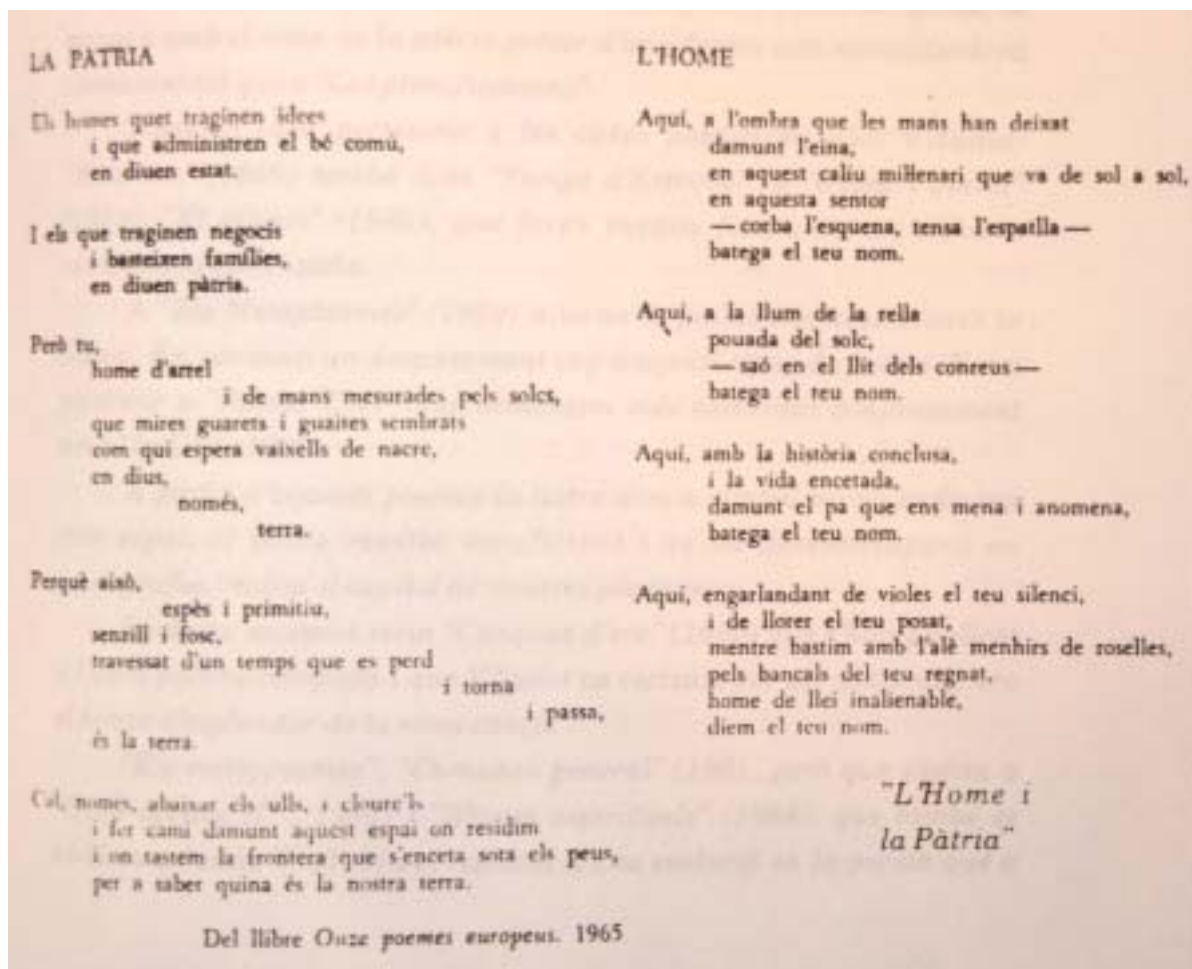 LA PÀTRIA
Els homes quet traginen idees
i que administren el bé comú,
en diuen estat.
I els que traginen negocis
i basteixen famílies,
en diuen pàtria.
Però tu,
home d'arrel
i de mans mesurades pels solcs,
que mires guarets i guaites sembrats
com qui espera vaixells de nacre,
en dius,
només,
terra.
Perquè això,
espès i primitiu,
senzill i fosc,
travessat d'un temps que es perd
i torna
i passa,
és la terra.
Cal, només, abaixar els ulls, i cloure'ls
i fer camí damunt aquest espai on residim
i on tastem la frontera que s'enceta sota els peus,
per a saber quina és la nostra terra.
Del llibre Onze poemes europeus. 1965
L'HOME
Aquí, a l'ombra que les mans han deixat
damunt l'eina,
en aquest caliu mil·lenari que va de sol a sol,
en aquesta sentor
— corba l'esquena, tensa l'espatlla —
batega el teu nom.
Aquí, a la llum de la rella
pouada del solc,
— saó en el llit dels conreus —
batega el teu nom.
Aquí, amb la història conclusa,
i la vida encetada,
damunt el pa que ens mena i anomena,
batega el teu nom.
Aquí, engarlandant de violes el teu silenci,
i de llorer el teu posat,
mentre bastim amb l'alè menhirs de roselles,
pels bancals del teu regnat,
home de llei inalienable,
diem el teu nom.
"L'Home i
la Pàtria"